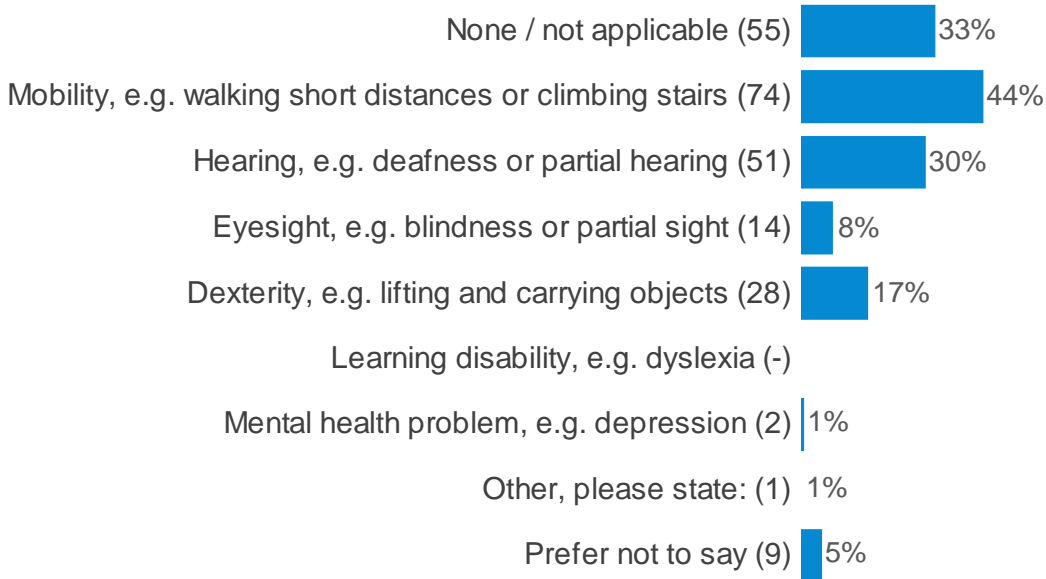 None / not applicable (55) 33%
Mobility, e.g. walking short distances or climbing stairs (74) 44%
Hearing, e.g. deafness or partial hearing (51) 30%
Eyesight, e.g. blindness or partial sight (14) 8%
Dexterity, e.g. lifting and carrying objects (28) 17%
Learning disability, e.g. dyslexia (-)
Mental health problem, e.g. depression (2) 1%
Other, please state: (1) 1%
Prefer not to say (9) 5%